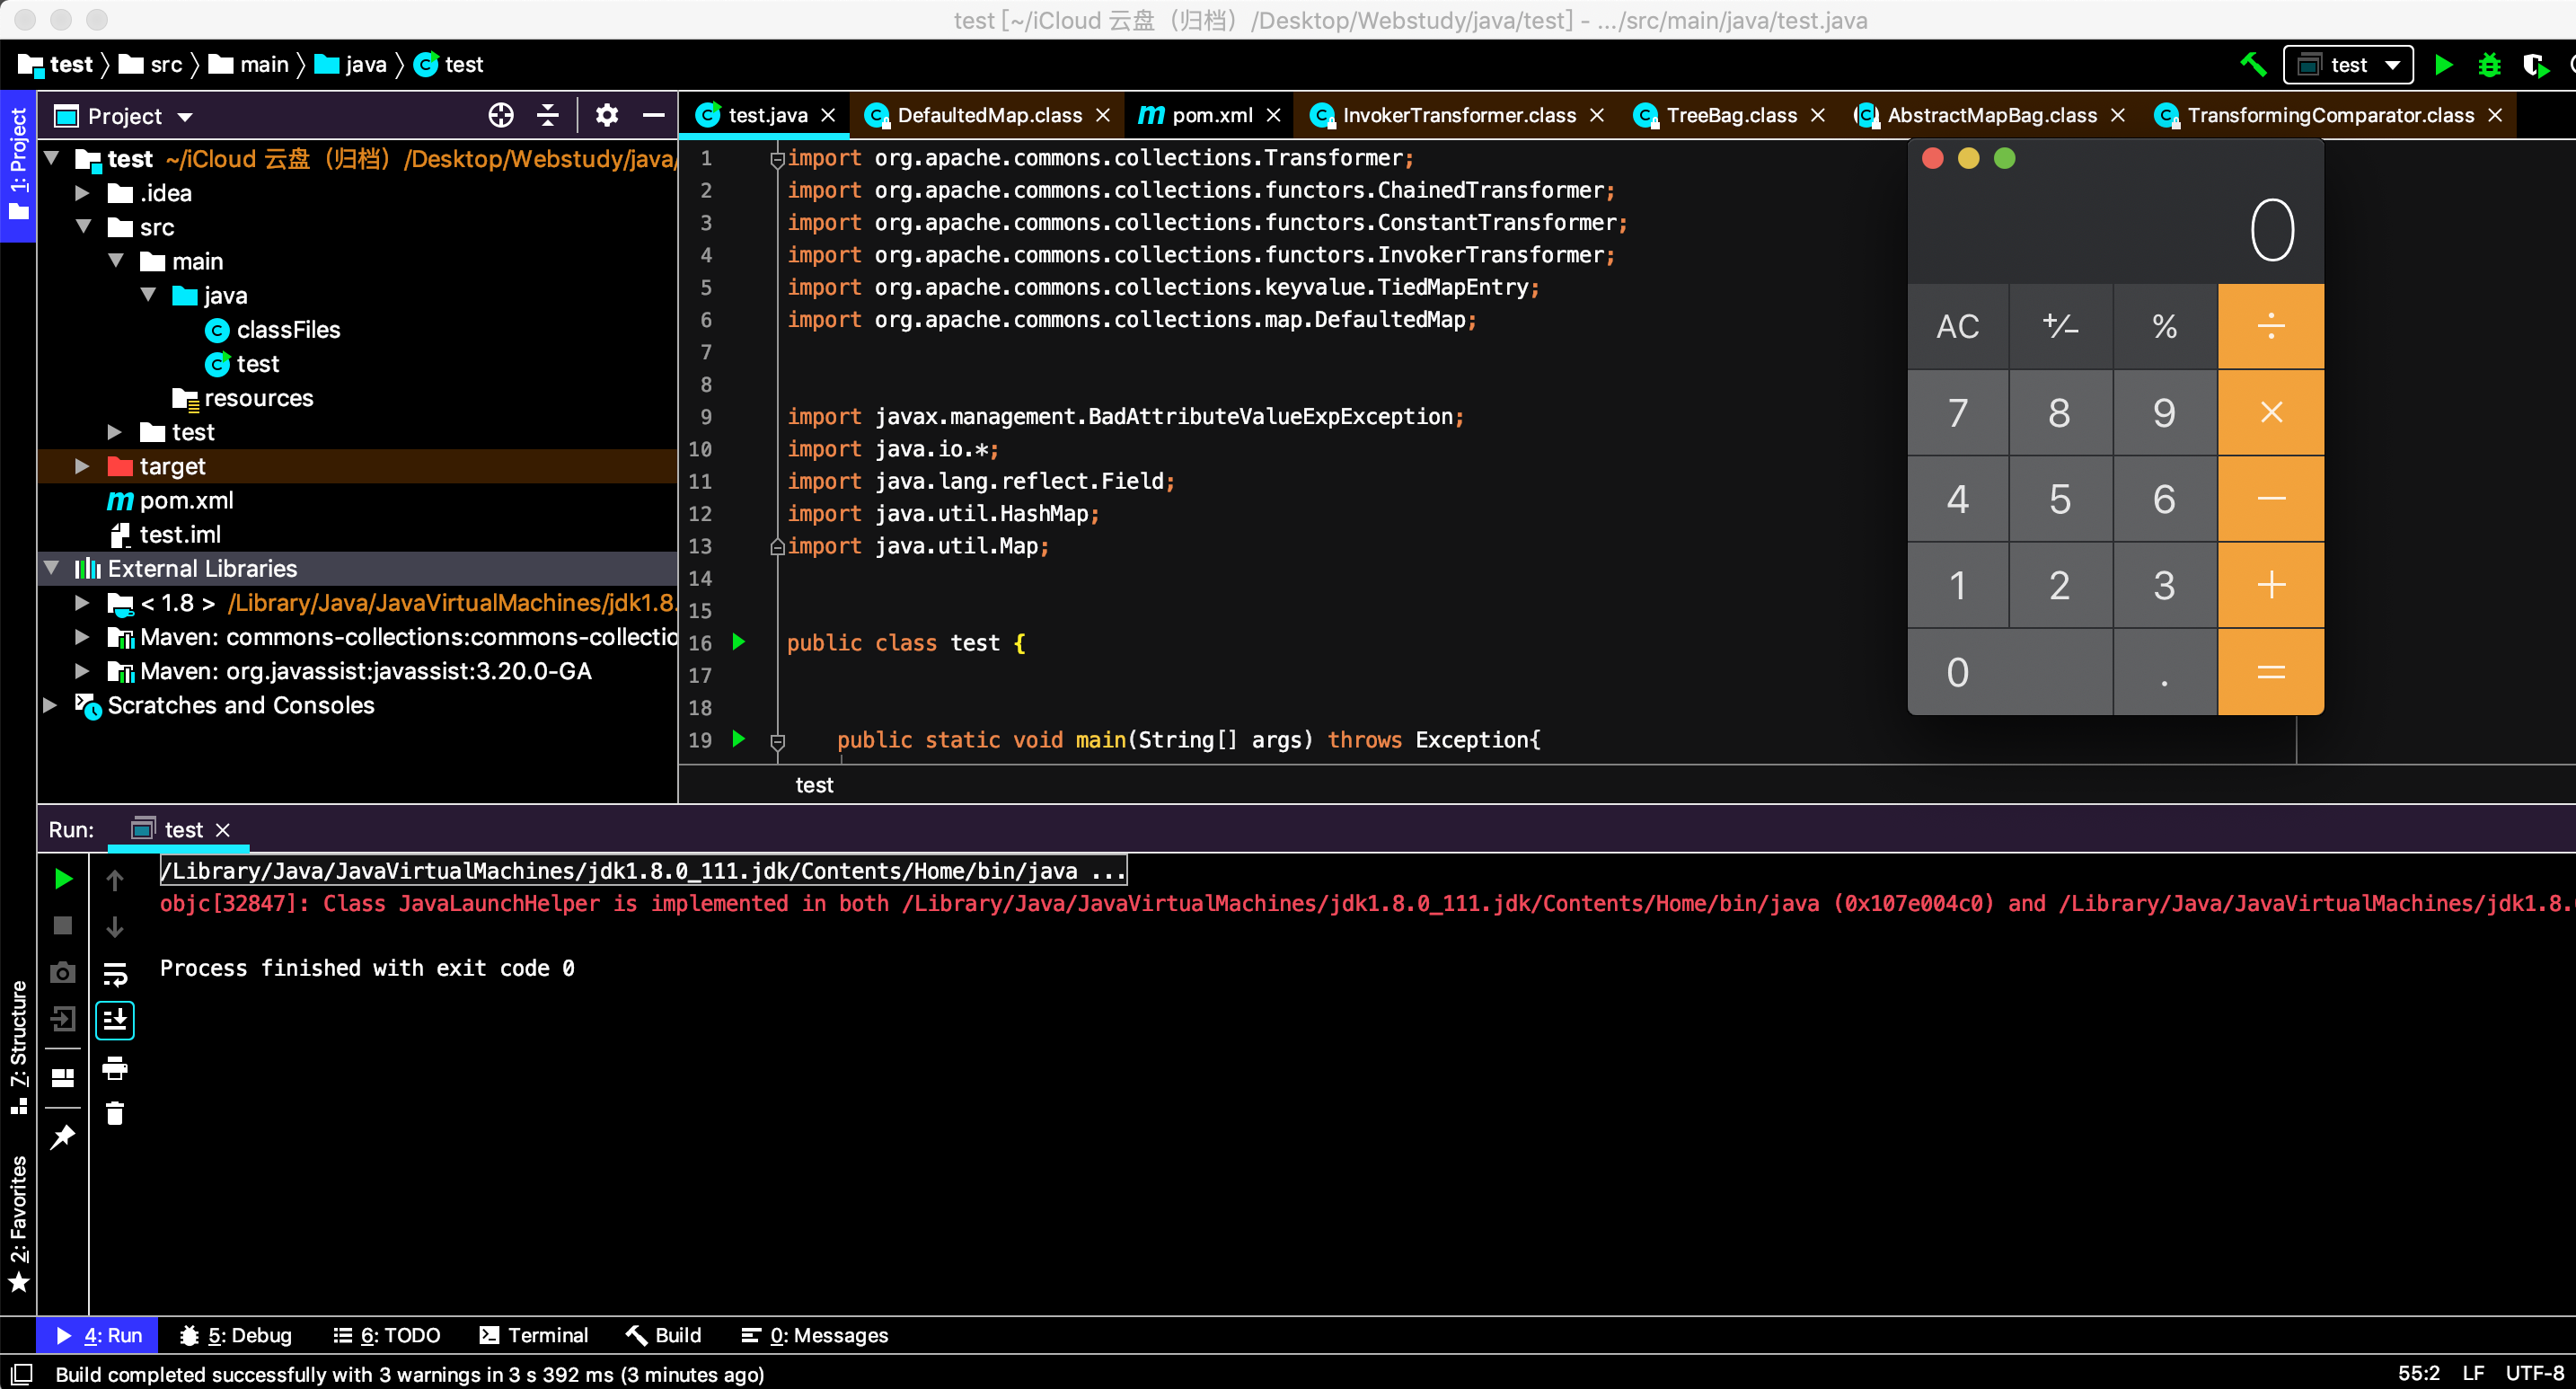 test [~/iCloud 云盘（归档）/Desktop/Webstudy/java/test] - .../src/main/java/test.java
test src main java test
test
1: Project
Project
test.java DefaultedMap.class pom.xml InvokerTransformer.class TreeBag.class AbstractMapBag.class TransformingComparator.class
test ~/iCloud 云盘（归档）/Desktop/Webstudy/java/
.idea
src
main
java
classFiles
test
resources
test
target
pom.xml
test.iml
External Libraries
< 1.8 > /Library/Java/JavaVirtualMachines/jdk1.8.
Maven: commons-collections:commons-collectio
Maven: org.javassist:javassist:3.20.0-GA
Scratches and Consoles
1 import org.apache.commons.collections.Transformer;
2 import org.apache.commons.collections.functors.ChainedTransformer;
3 import org.apache.commons.collections.functors.ConstantTransformer;
4 import org.apache.commons.collections.functors.InvokerTransformer;
5 import org.apache.commons.collections.keyvalue.TiedMapEntry;
6 import org.apache.commons.collections.map.DefaultedMap;
7
8
9 import javax.management.BadAttributeValueExpException;
10 import java.io.*;
11 import java.lang.reflect.Field;
12 import java.util.HashMap;
13 import java.util.Map;
14
15
16 public class test {
17
18
19 public static void main(String[] args) throws Exception{
test
0
AC +/− % ÷
7 8 9 ×
4 5 6 −
1 2 3 +
0 . =
Run: test
/Library/Java/JavaVirtualMachines/jdk1.8.0_111.jdk/Contents/Home/bin/java ...
objc[32847]: Class JavaLaunchHelper is implemented in both /Library/Java/JavaVirtualMachines/jdk1.8.0_111.jdk/Contents/Home/bin/java (0x107e004c0) and /Library/Java/JavaVirtualMachines/jdk1.8.
Process finished with exit code 0
7: Structure
2: Favorites
4: Run 5: Debug 6: TODO Terminal Build 0: Messages
Build completed successfully with 3 warnings in 3 s 392 ms (3 minutes ago)
55:2 LF UTF-8